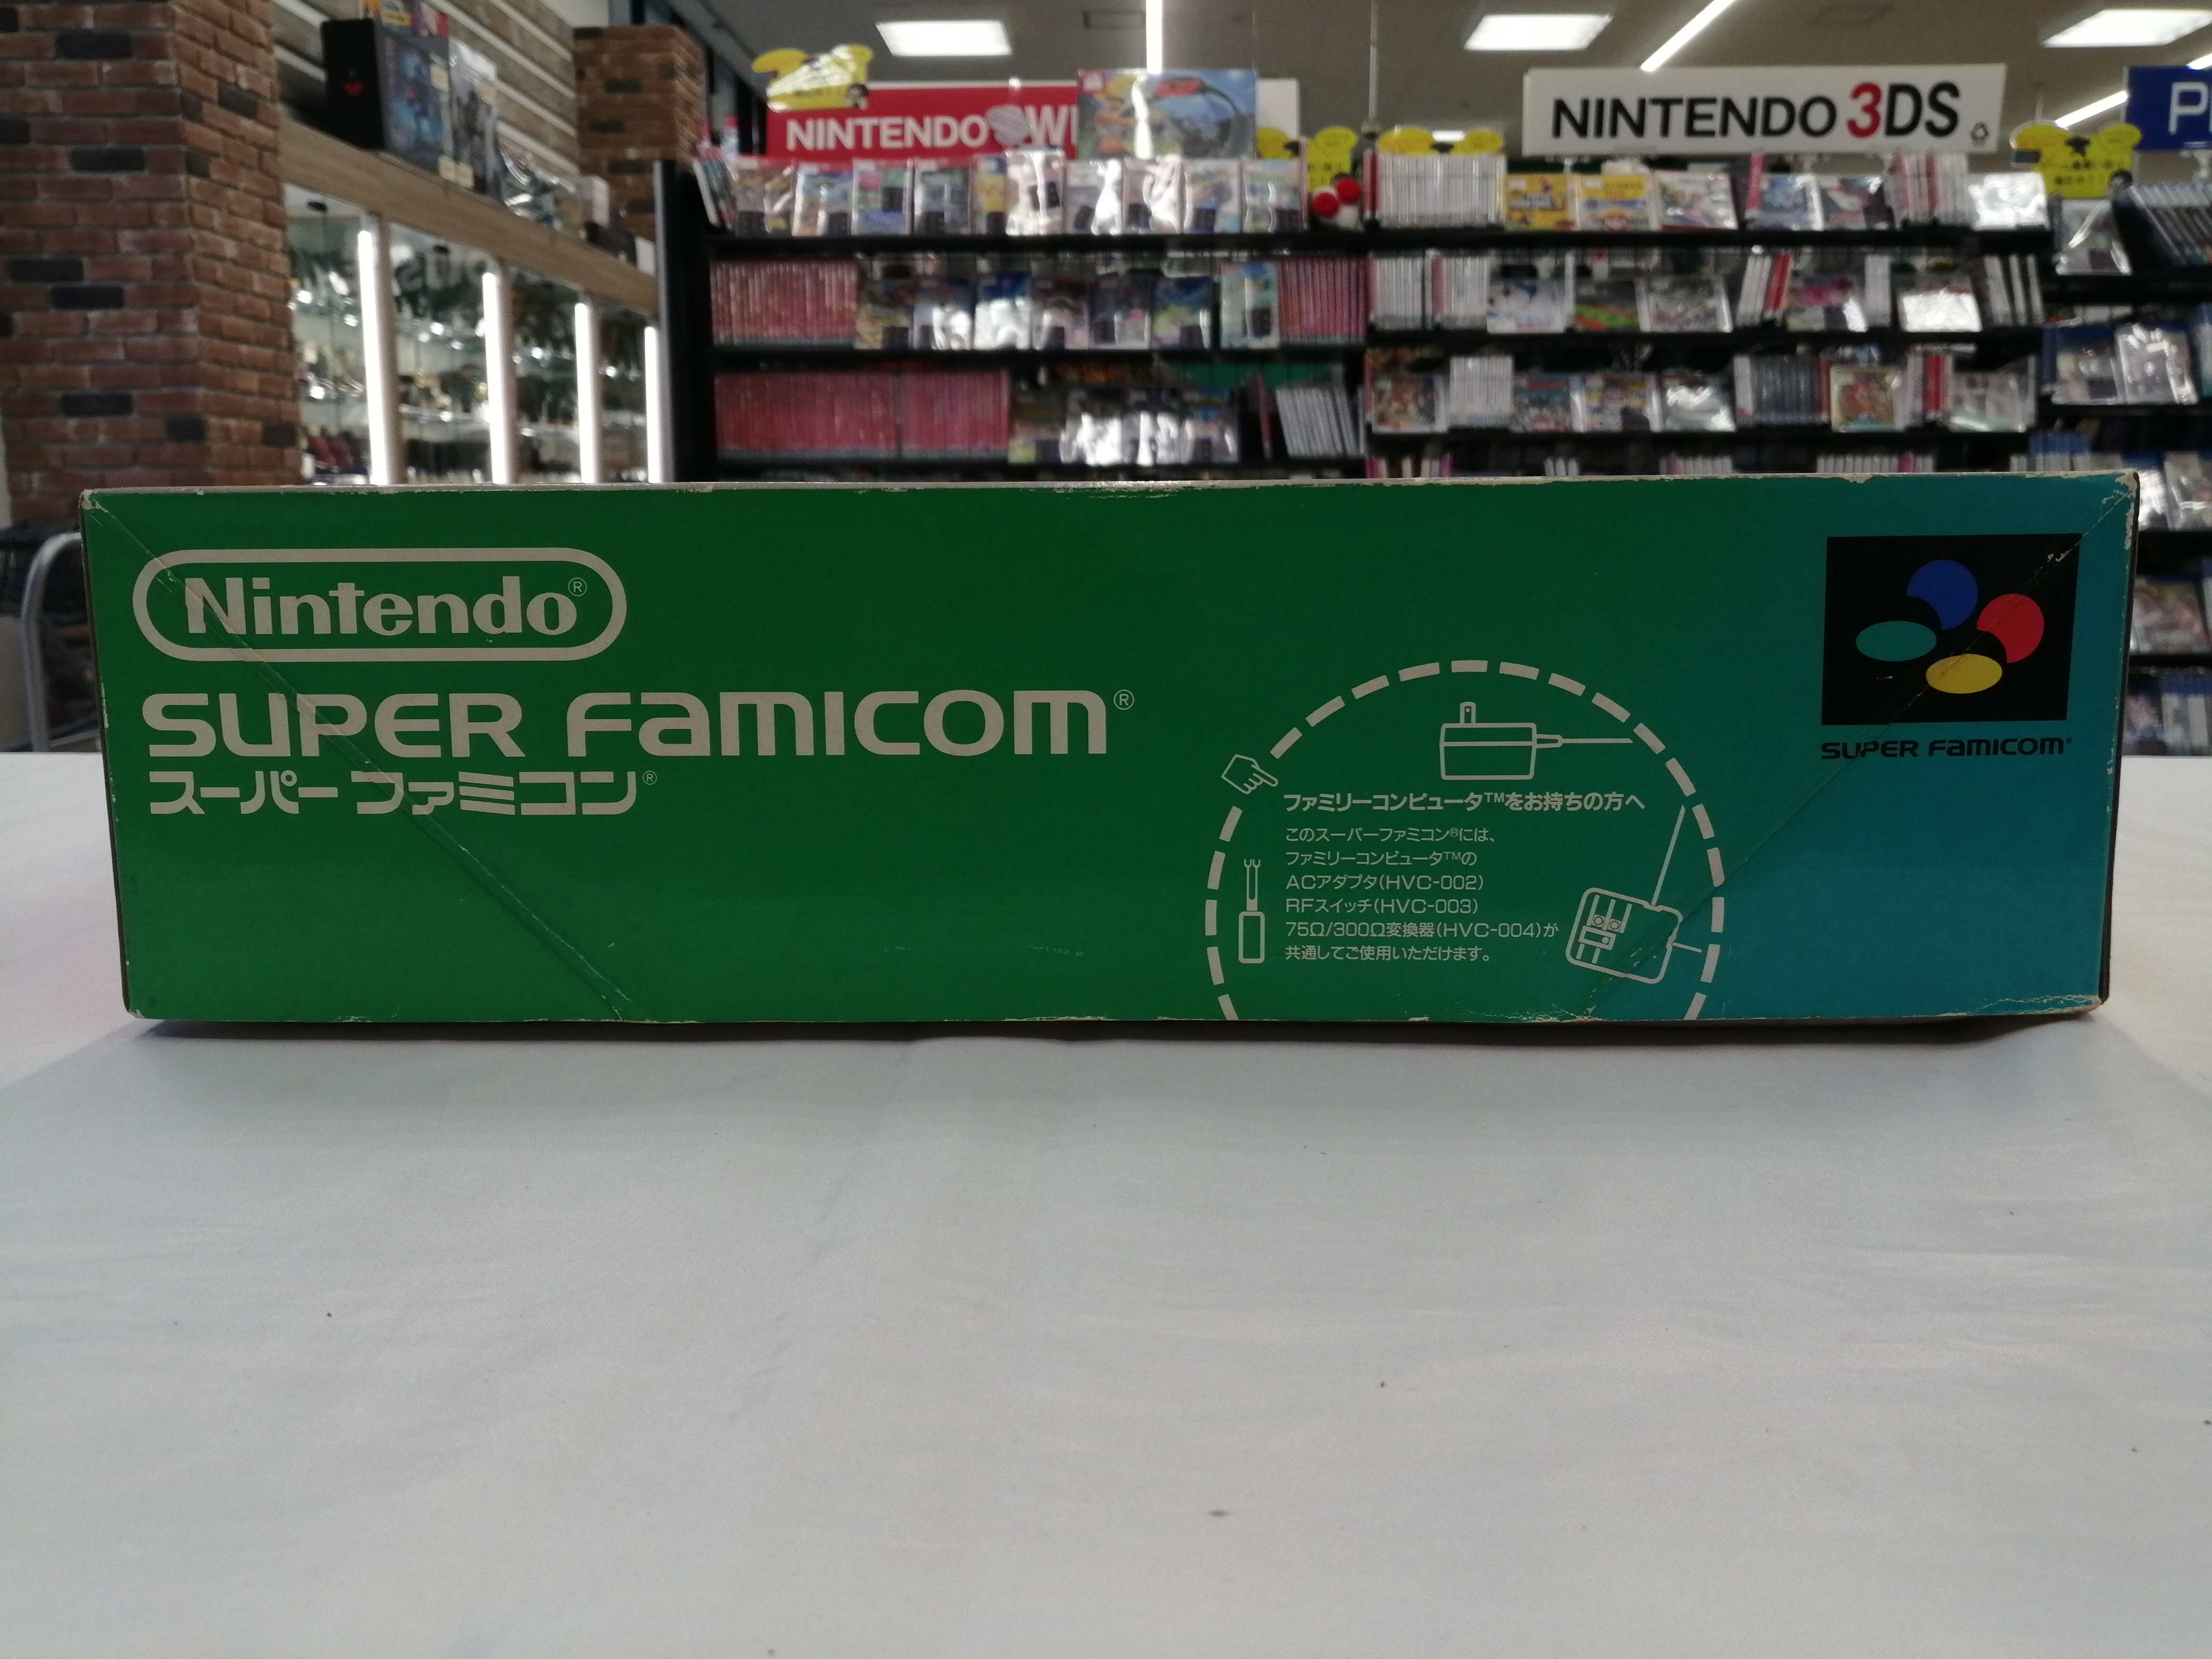 NINTENDO
NINTENDO 3DS
Nintendo®
SUPER FAMICOM®
スーパーファミコン®
SUPER FAMICOM®
ファミリーコンピュータ™をお持ちの方へ
このスーパーファミコン®には、
ファミリーコンピュータ™の
ACアダプタ(HVC-002)
RFスイッチ(HVC-003)
75Ω/300Ω変換器(HVC-004)が
共通してご使用いただけます。